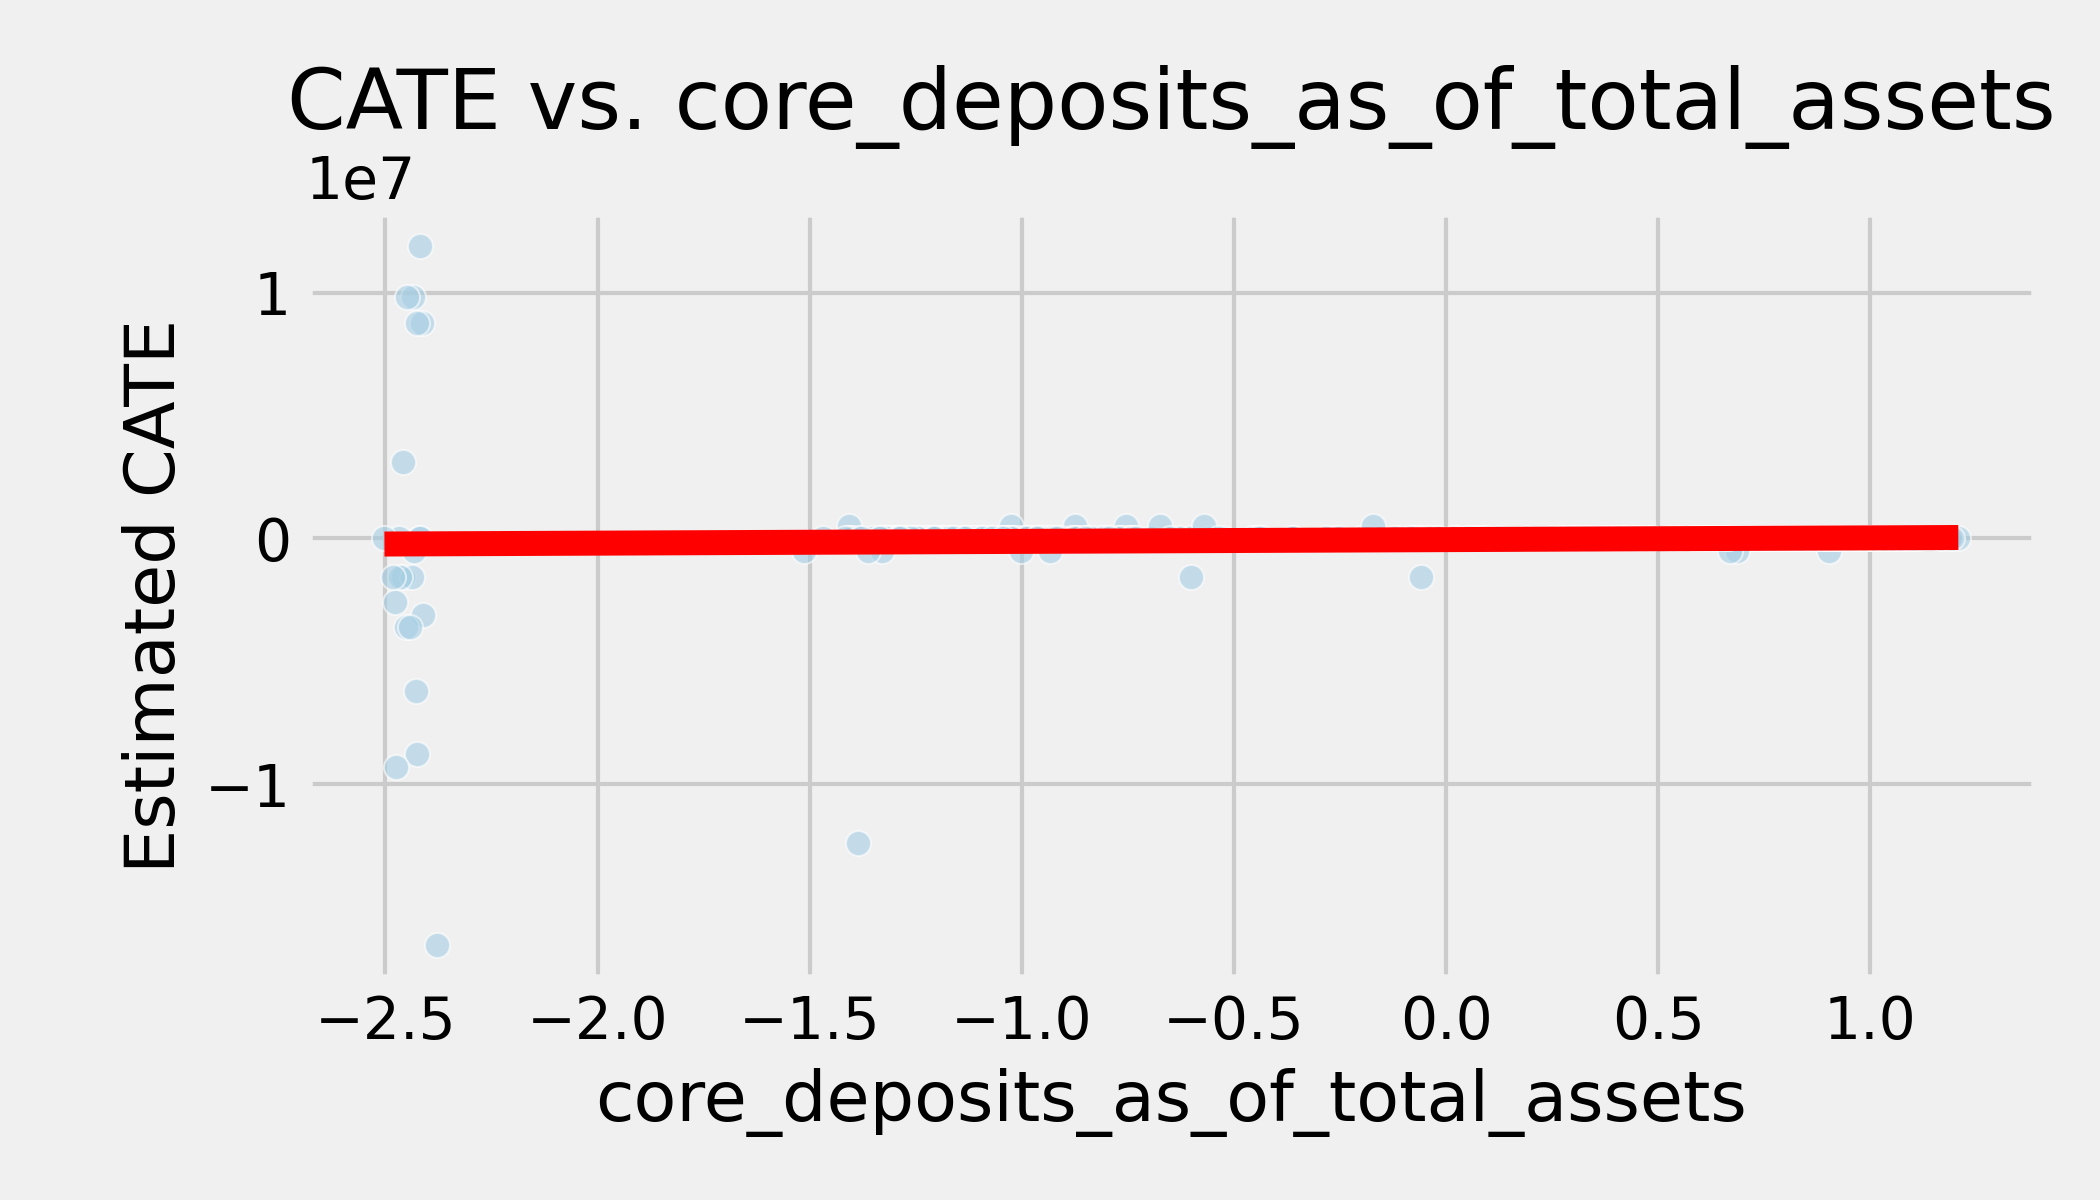 CATE vs. core_deposits_as_of_total_assets
1e7
1
0
−1
Estimated CATE
−2.5 −2.0 −1.5 −1.0 −0.5 0.0 0.5 1.0
core_deposits_as_of_total_assets